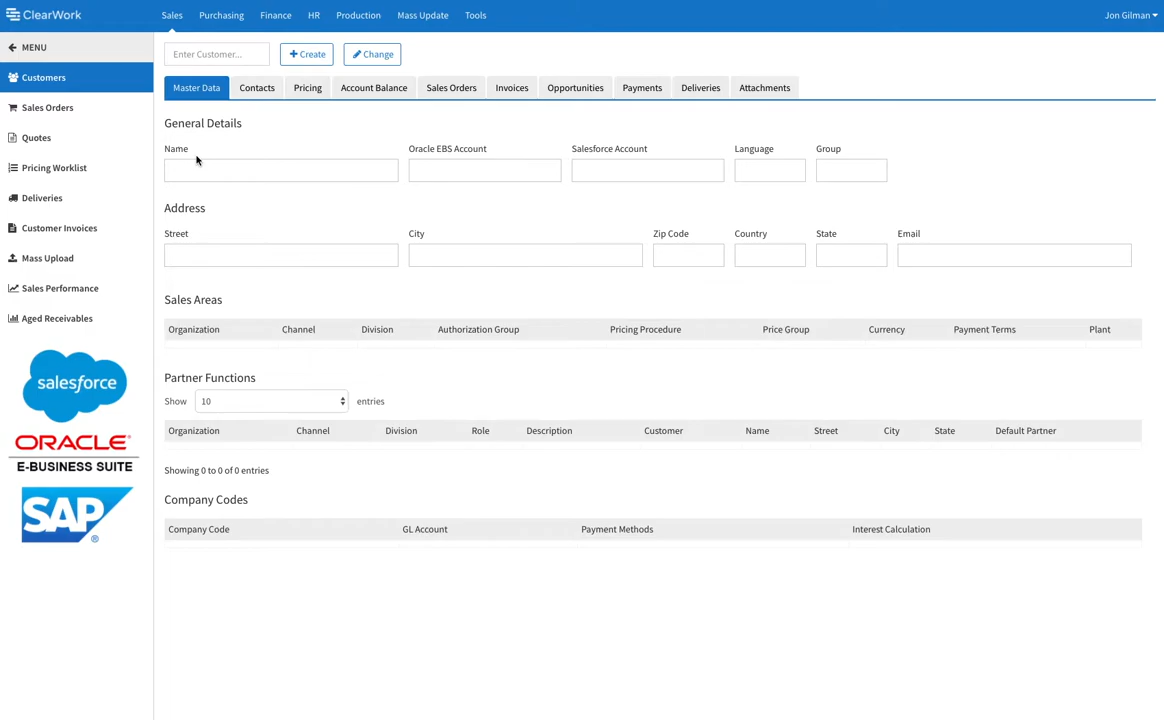 ClearWork Sales Purchasing Finance HR Production Mass Update Tools Jon Gilman
MENU
Customers
Sales Orders
Quotes
Pricing Worklist
Deliveries
Customer Invoices
Mass Upload
Sales Performance
Aged Receivables
salesforce
ORACLE®
E-BUSINESS SUITE
SAP®
Enter Customer... Create Change
Master Data Contacts Pricing Account Balance Sales Orders Invoices Opportunities Payments Deliveries Attachments
General Details
Name Oracle EBS Account Salesforce Account Language Group
Address
Street City Zip Code Country State Email
Sales Areas
Organization Channel Division Authorization Group Pricing Procedure Price Group Currency Payment Terms Plant
Partner Functions
Show 10 entries
Organization Channel Division Role Description Customer Name Street City State Default Partner
Showing 0 to 0 of 0 entries
Company Codes
Company Code GL Account Payment Methods Interest Calculation